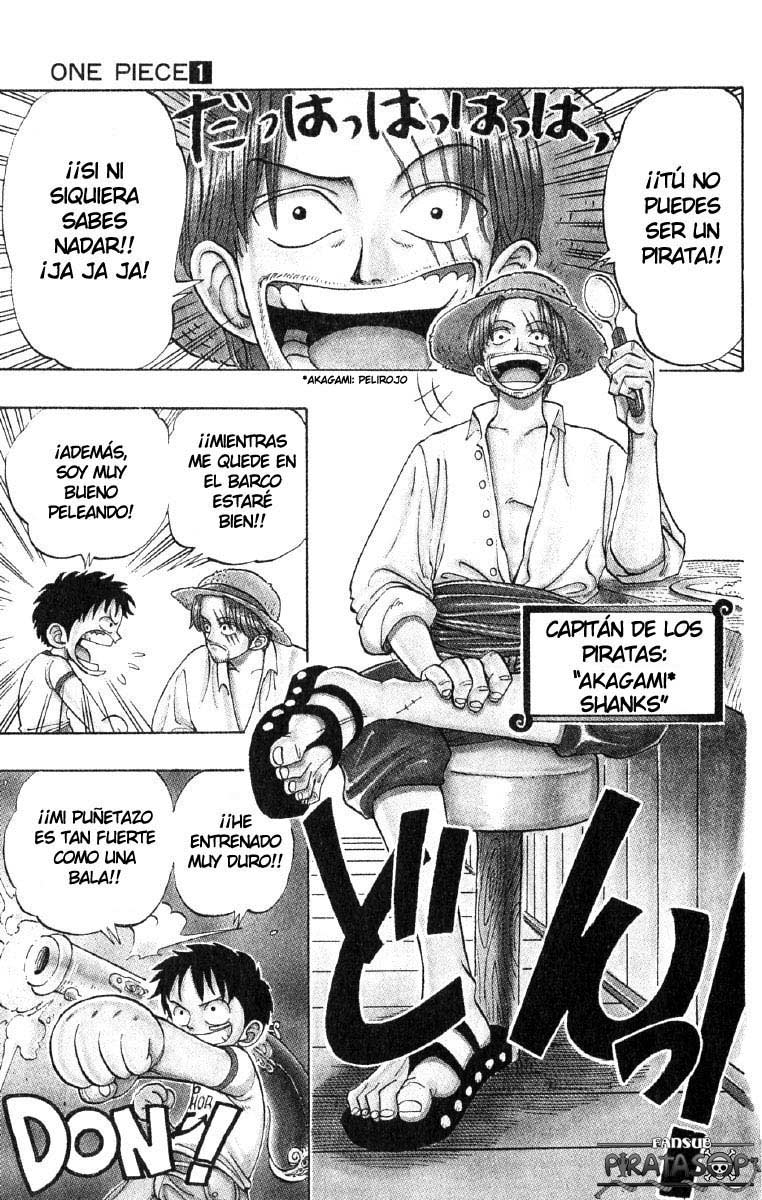 ONE PIECE 1
だっはっはっはっはっ
¡¡TÚ NO
PUEDES
SER UN
PIRATA!!
¡¡SI NI
SIQUIERA
SABES
NADAR!!
¡JA JA JA!
*AKAGAMI: PELIROJO
CAPITÁN DE LOS
PIRATAS:
"AKAGAMI*
SHANKS"
どんっ!
¡¡MIENTRAS
ME QUEDE EN
EL BARCO
ESTARÉ
BIEN!!
¡ADEMÁS,
SOY MUY
BUENO
PELEANDO!
¡¡HE
ENTRENADO
MUY DURO!!
¡¡MI PUÑETAZO
ES TAN FUERTE
COMO UNA
BALA!!
DON!
FANSUB
PIRATASOP